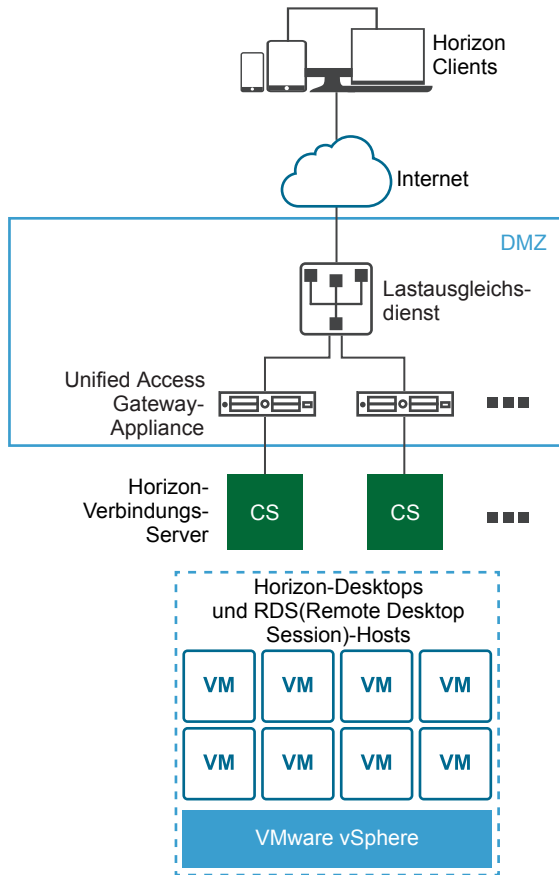 Horizon
Clients
Internet
DMZ
Lastausgleichs-
dienst
Unified Access
Gateway-
Appliance
Horizon-
Verbindungs-
Server
CS
CS
Horizon-Desktops
und RDS(Remote Desktop
Session)-Hosts
VM
VM
VM
VM
VM
VM
VM
VM
VMware vSphere